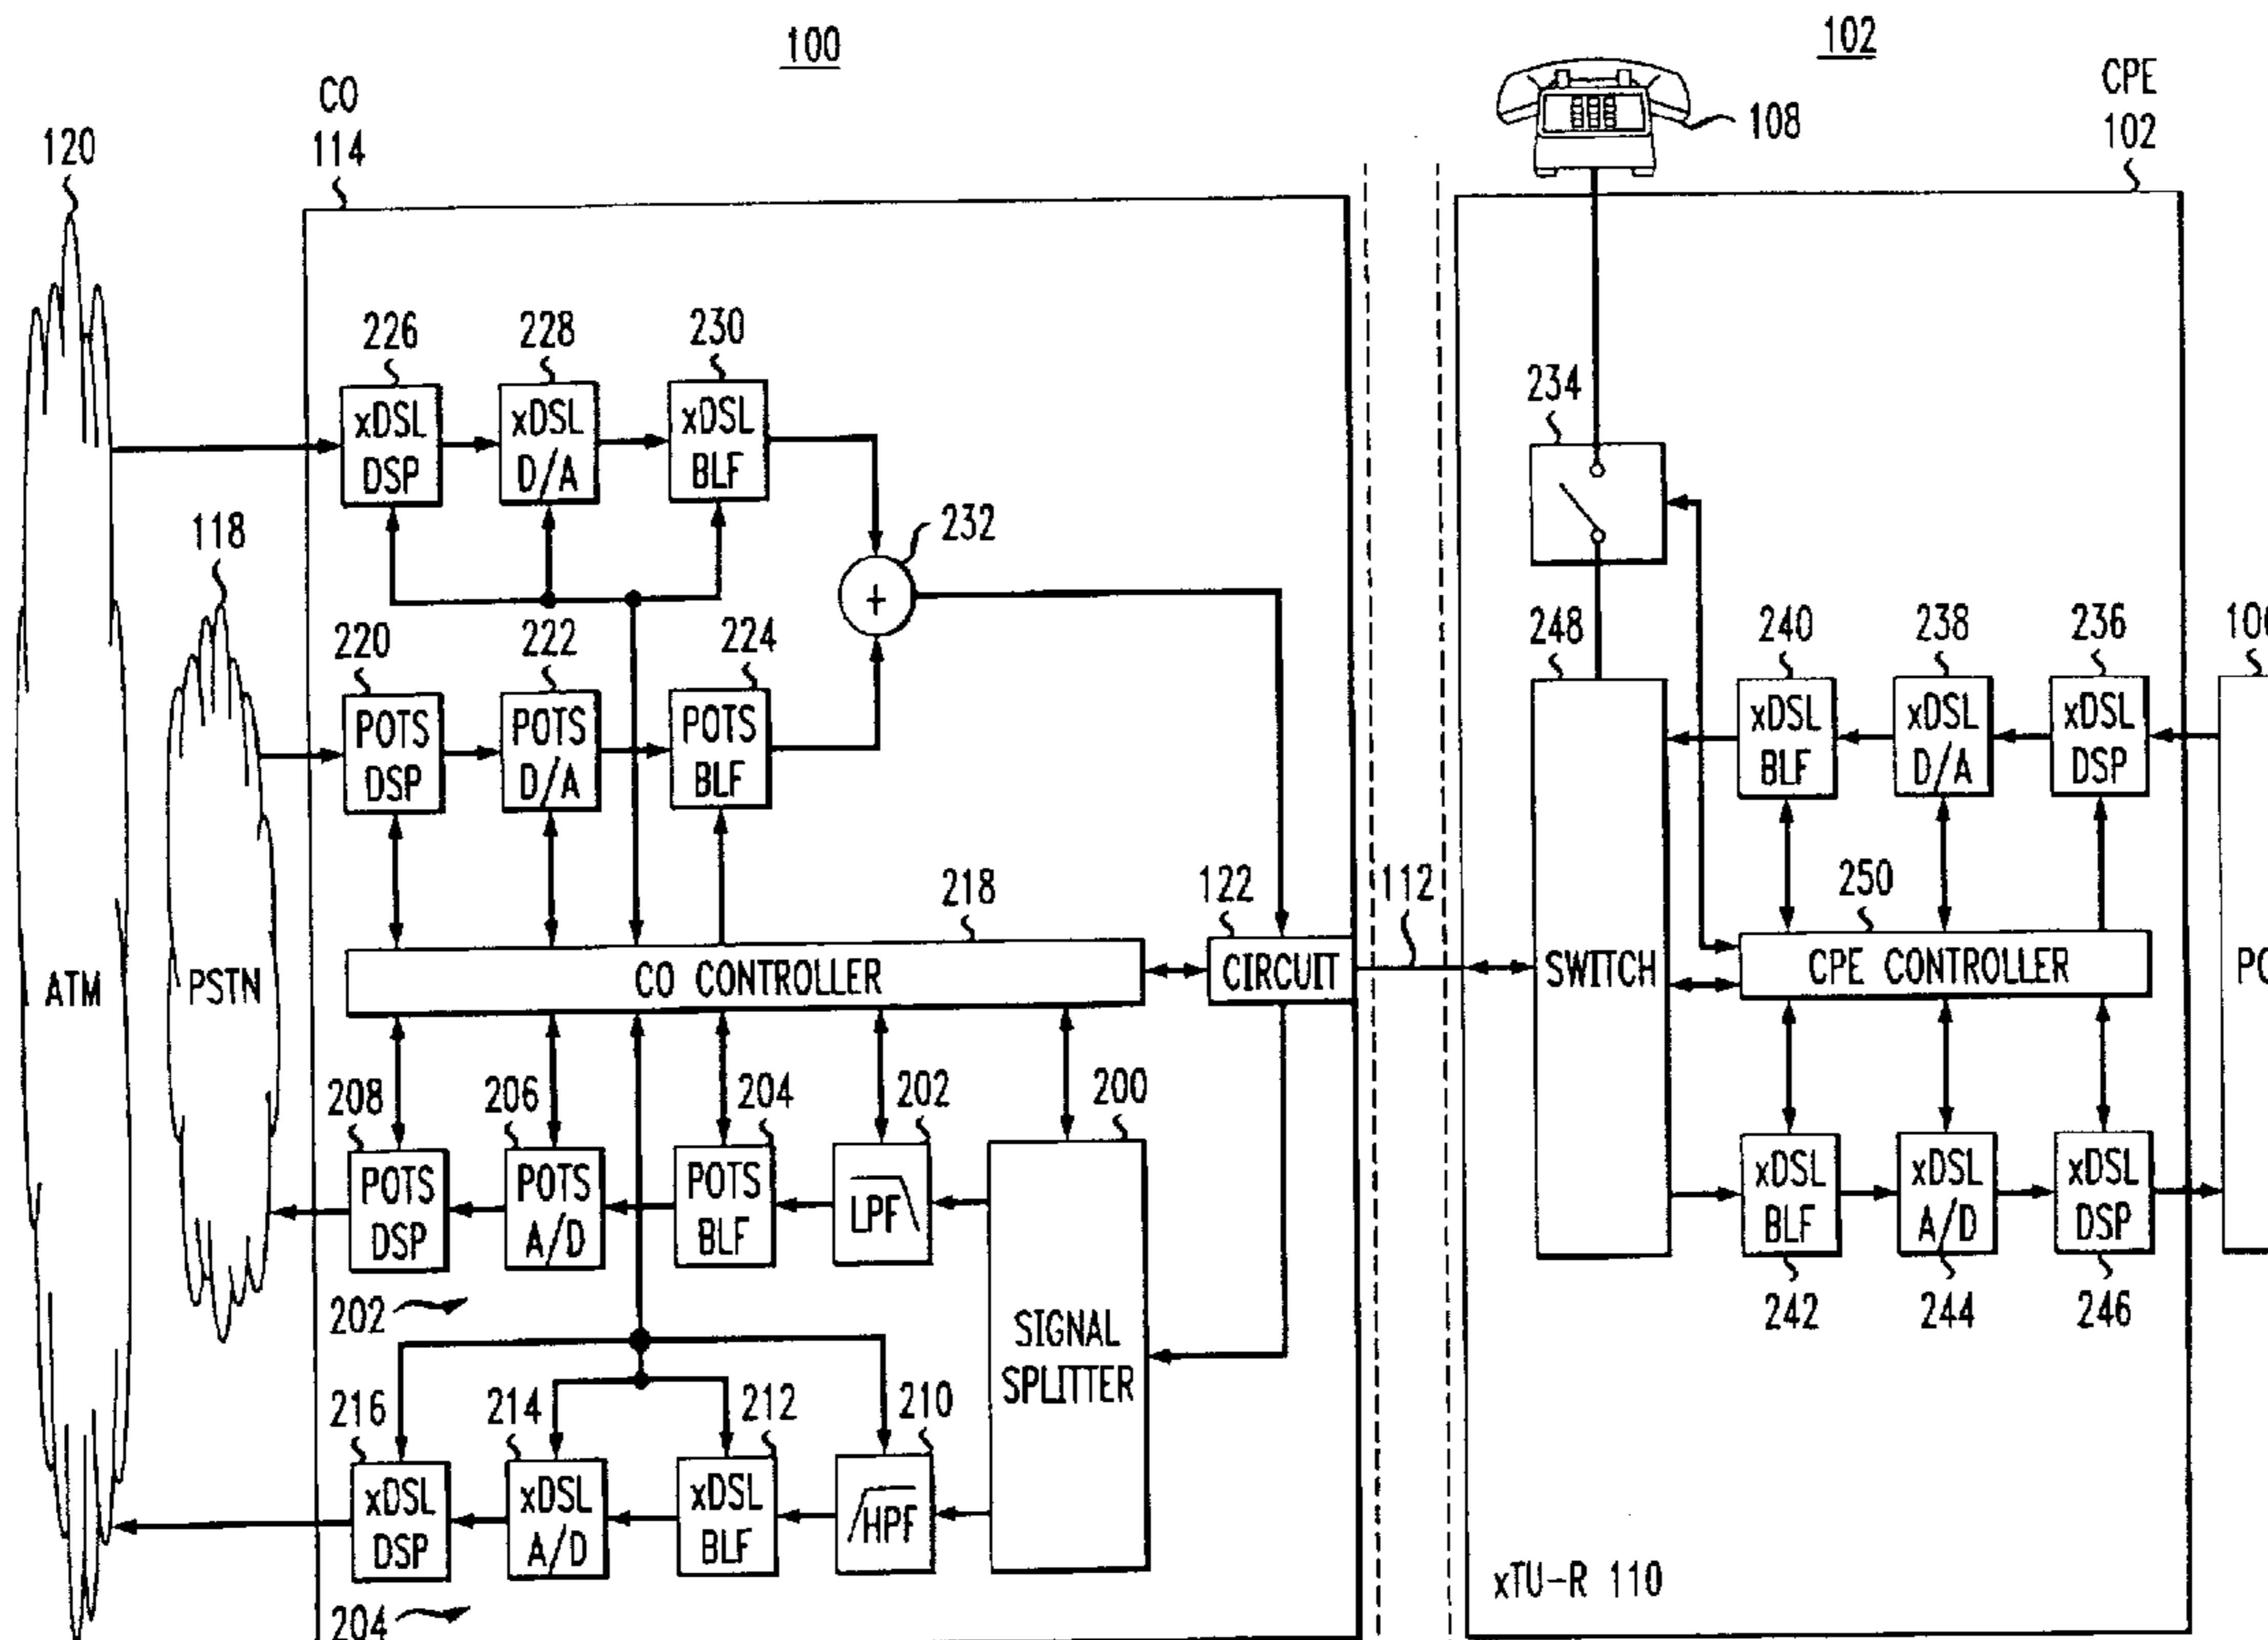 100
102
CO
114
CPE
102
120
108
226
228
230
xDSL
DSP
xDSL
D/A
xDSL
BLF
234
118
232
+
220
222
224
POTS
DSP
POTS
D/A
POTS
BLF
248
240
238
236
xDSL
BLF
xDSL
D/A
xDSL
DSP
218
122
112
250
ATM
PSTN
CO CONTROLLER
CIRCUIT
SWITCH
CPE CONTROLLER
208
206
204
202
200
POTS
DSP
POTS
A/D
POTS
BLF
LPF
xDSL
BLF
xDSL
A/D
xDSL
DSP
202
242
244
246
SIGNAL
SPLITTER
216
214
212
210
xDSL
DSP
xDSL
A/D
xDSL
BLF
HPF
xTU-R 110
204